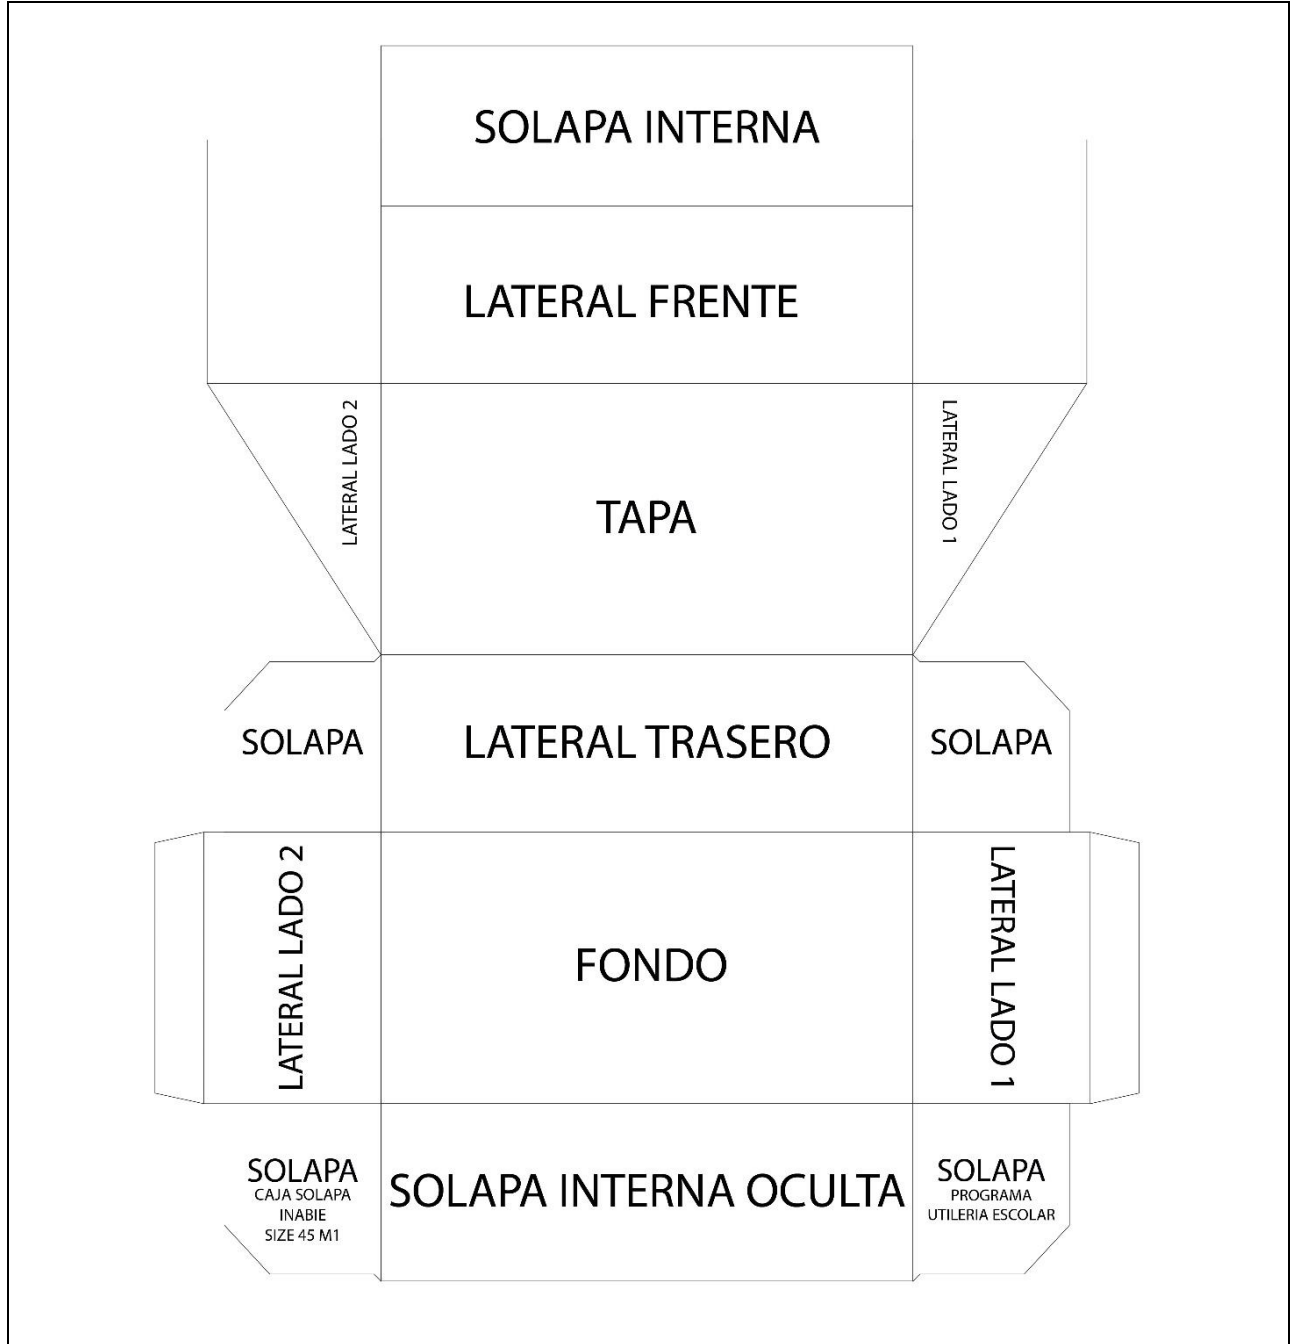 SOLAPA INTERNA
LATERAL FRENTE
LATERAL LADO 2
TAPA
LATERAL LADO 1
SOLAPA
LATERAL TRASERO
SOLAPA
LATERAL LADO 2
FONDO
LATERAL LADO 1
SOLAPA
CAJA SOLAPA
INABIE
SIZE 45 M1
SOLAPA INTERNA OCULTA
SOLAPA
PROGRAMA
UTILERIA ESCOLAR